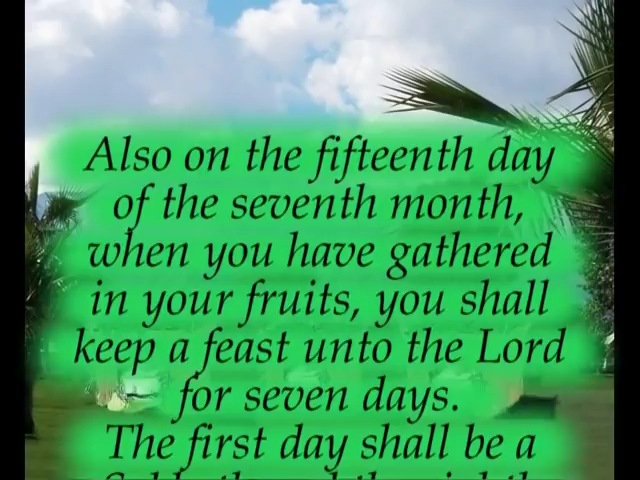 Also on the fifteenth day
of the seventh month,
when you have gathered
in your fruits, you shall
keep a feast unto the Lord
for seven days.
The first day shall be a